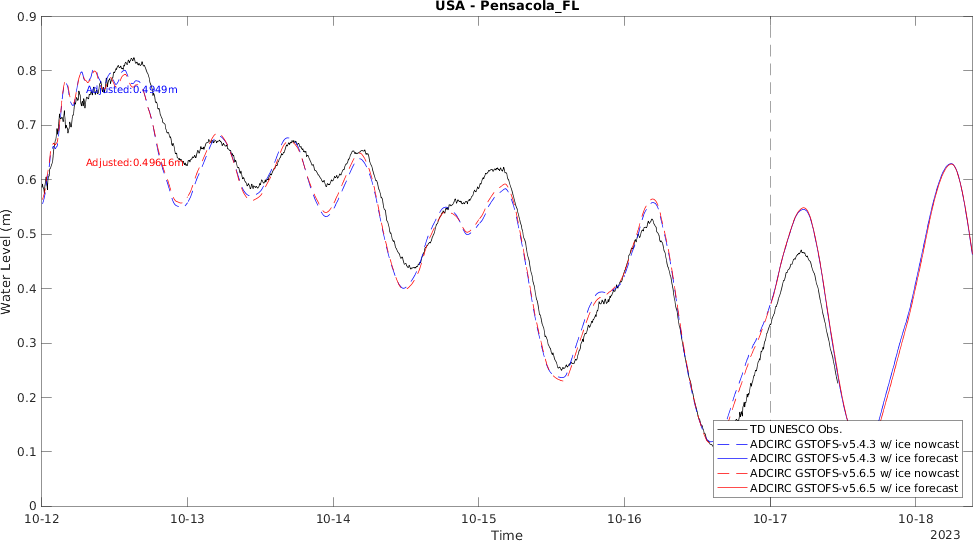 USA - Pensacola_FL
0.9
0.8
Adjusted:0.4949m
0.7
Adjusted:0.49616m
0.6
0.5
Water Level (m)
0.4
0.3
0.2
0.1
0
TD UNESCO Obs.
ADCIRC GSTOFS-v5.4.3 w/ ice nowcast
ADCIRC GSTOFS-v5.4.3 w/ ice forecast
ADCIRC GSTOFS-v5.6.5 w/ ice nowcast
ADCIRC GSTOFS-v5.6.5 w/ ice forecast
10-12 10-13 10-14 10-15 10-16 10-17 10-18
Time
2023